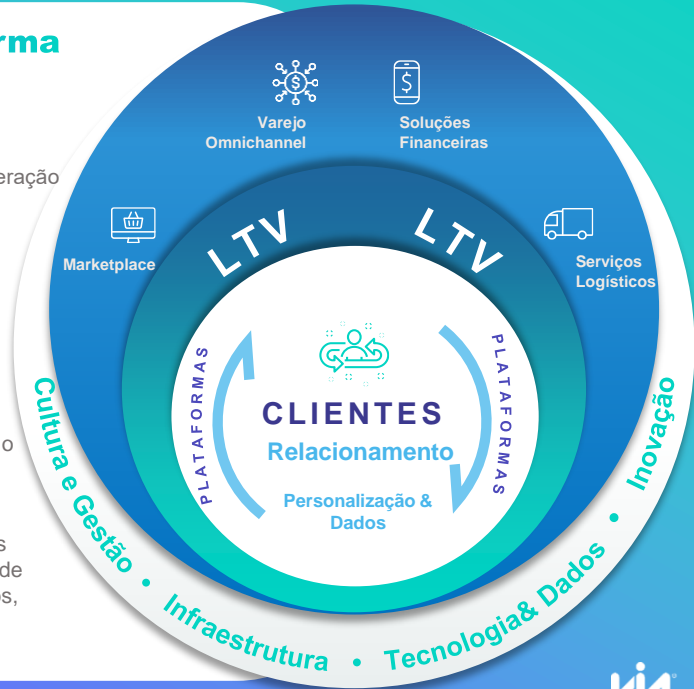 rma
eração
o
s
de
s,
Varejo
Omnichannel
Soluções
Financeiras
Marketplace
Serviços
Logísticos
LTV
LTV
PLATAFORMAS
PLATAFORMAS
CLIENTES
Relacionamento
Personalização &
Dados
Cultura e Gestão • Infraestrutura • Tecnologia& Dados • Inovação
via